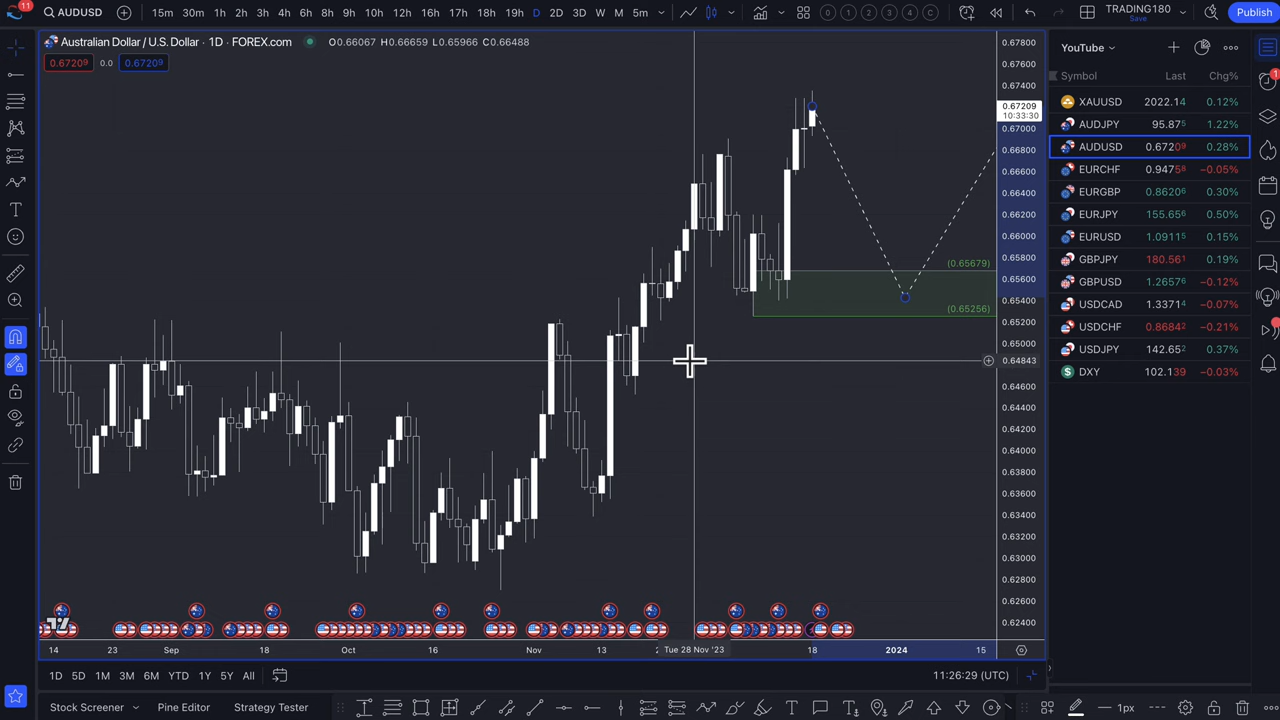 11
AUDUSD
15m 30m 1h 2h 3h 4h 6h 8h 9h 10h 12h 16h 17h 18h 19h D 2D 3D W M 5m
0 1 2 3 4 C
TRADING180
Save
Publish
Australian Dollar / U.S. Dollar · 1D · FOREX.com
O0.66067 H0.66659 L0.65966 C0.66488
0.67209 0.0 0.67209
0.67800
0.67600
0.67400
0.67209
10:33:30
0.67000
0.66800
0.66600
0.66400
0.66200
0.66000
0.65800
0.65600
0.65400
0.65200
0.65000
0.64843
0.64600
0.64400
0.64200
0.64000
0.63800
0.63600
0.63400
0.63200
0.63000
0.62800
0.62600
0.62400
(0.65679)
(0.65256)
14 23 Sep 18 Oct 16 Nov 13 Tue 28 Nov '23 18 2024 15
1D 5D 1M 3M 6M YTD 1Y 5Y All
11:26:29 (UTC)
Stock Screener Pine Editor Strategy Tester
1px
YouTube
Symbol Last Chg%
XAUUSD 2022.14 0.12%
AUDJPY 95.875 1.22%
AUDUSD 0.67209 0.28%
EURCHF 0.94758 −0.05%
EURGBP 0.86206 0.30%
EURJPY 155.656 0.50%
EURUSD 1.09115 0.15%
GBPJPY 180.561 0.19%
GBPUSD 1.26576 −0.12%
USDCAD 1.33714 −0.07%
USDCHF 0.86842 −0.21%
USDJPY 142.652 0.37%
DXY 102.139 −0.03%
1